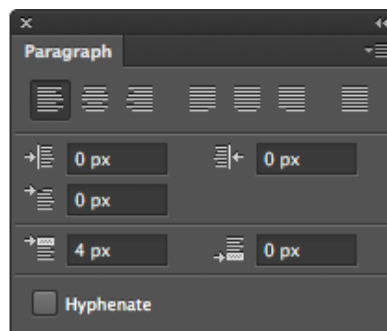 Paragraph
0 px 0 px
0 px
4 px 0 px
Hyphenate